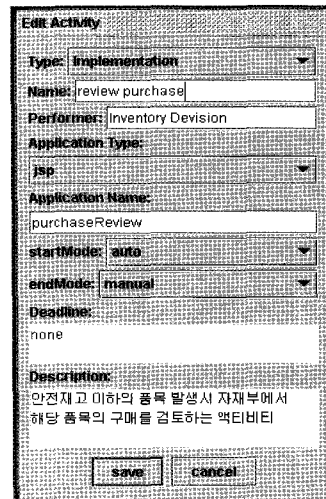 Edit Activity
Type: Implementation
Name: review purchase
Performer: Inventory Devision
Application Type:
jsp
Application Name:
purchaseReview
startMode: auto
endMode: manual
Deadline:
none
Description:
안전재고 이하의 품목 발생시 자재부에서
해당 품목의 구매를 검토하는 액티비티
save cancel